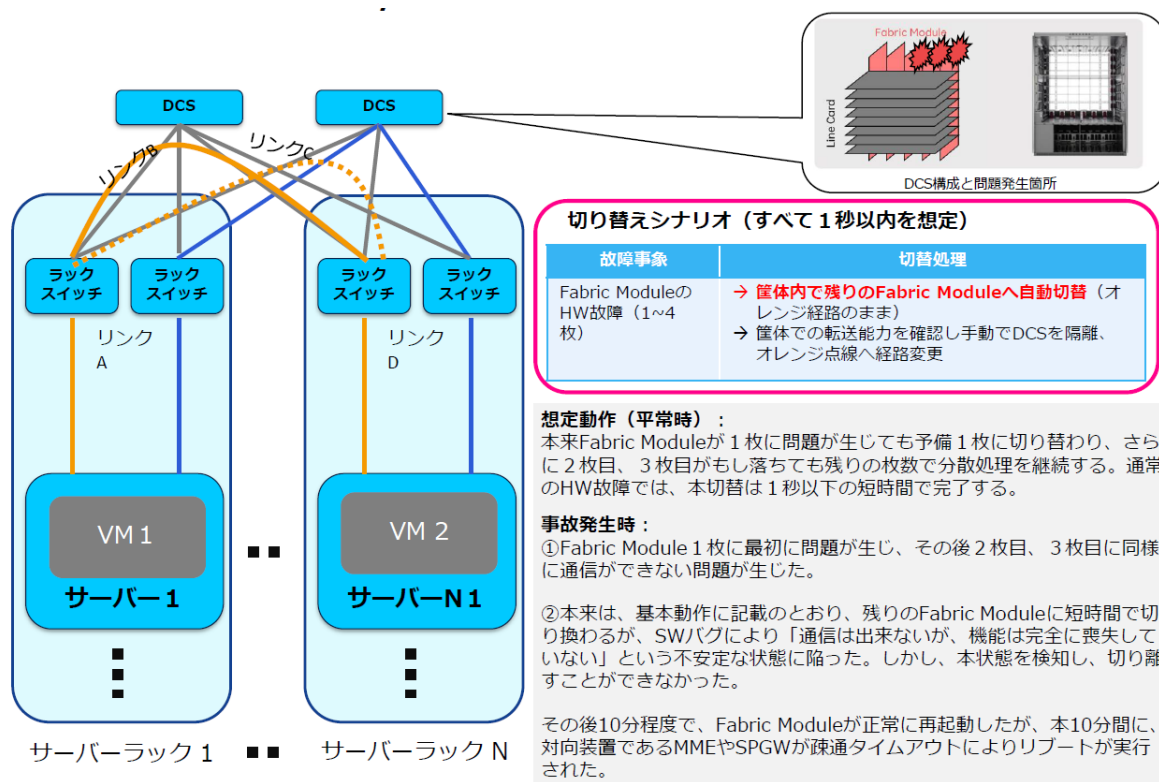 Fabric Module
Line Card
DCS構成と問題発生箇所
DCS
DCS
リンクB
リンクC
ラック
スイッチ
ラック
スイッチ
ラック
スイッチ
ラック
スイッチ
リンク
A
リンク
D
VM 1
サーバー1
VM 2
サーバーN1
サーバーラック 1
サーバーラック N
切り替えシナリオ（すべて１秒以内を想定）
故障事象
切替処理
Fabric Moduleの
HW故障（1~4
枚）
→ 筐体内で残りのFabric Moduleへ自動切替（オ
レンジ経路のまま）
→ 筐体での転送能力を確認し手動でDCSを隔離、
オレンジ点線へ経路変更
想定動作（平常時）：
本来Fabric Moduleが１枚に問題が生じても予備１枚に切り替わり、さら
に２枚目、３枚目がもし落ちても残りの枚数で分散処理を継続する。通常
のHW故障では、本切替は１秒以下の短時間で完了する。
事故発生時：
①Fabric Module１枚に最初に問題が生じ、その後２枚目、３枚目に同様
に通信ができない問題が生じた。
②本来は、基本動作に記載のとおり、残りのFabric Moduleに短時間で切
り換わるが、SWバグにより「通信は出来ないが、機能は完全に喪失して
いない」という不安定な状態に陥った。しかし、本状態を検知し、切り離
すことができなかった。
その後10分程度で、Fabric Moduleが正常に再起動したが、本10分間に、
対向装置であるMMEやSPGWが疎通タイムアウトによりリブートが実行
された。